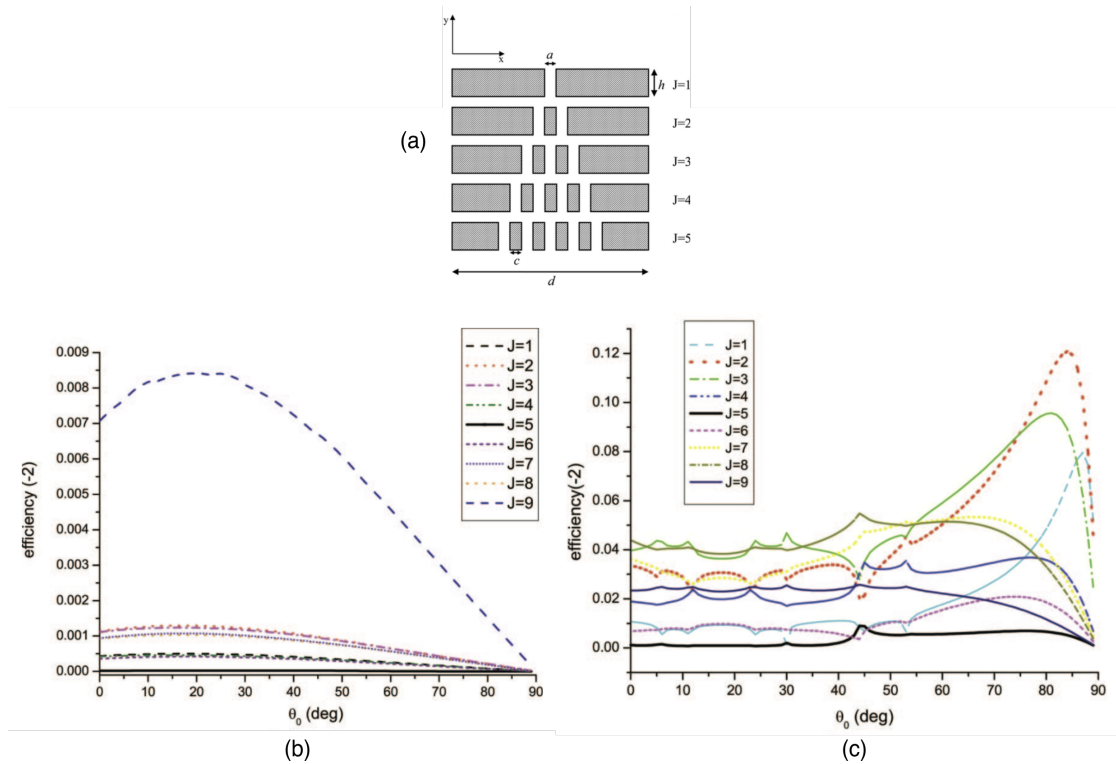 y
x
a
h
J=1
J=2
J=3
J=4
J=5
c
d
(a)
0.009
0.008
0.007
0.006
0.005
0.004
0.003
0.002
0.001
0.000
efficiency (-2)
0 10 20 30 40 50 60 70 80 90
θ₀ (deg)
J=1
J=2
J=3
J=4
J=5
J=6
J=7
J=8
J=9
(b)
0.12
0.10
0.08
0.06
0.04
0.02
0.00
efficiency(-2)
0 10 20 30 40 50 60 70 80 90
θ₀ (deg)
J=1
J=2
J=3
J=4
J=5
J=6
J=7
J=8
J=9
(c)